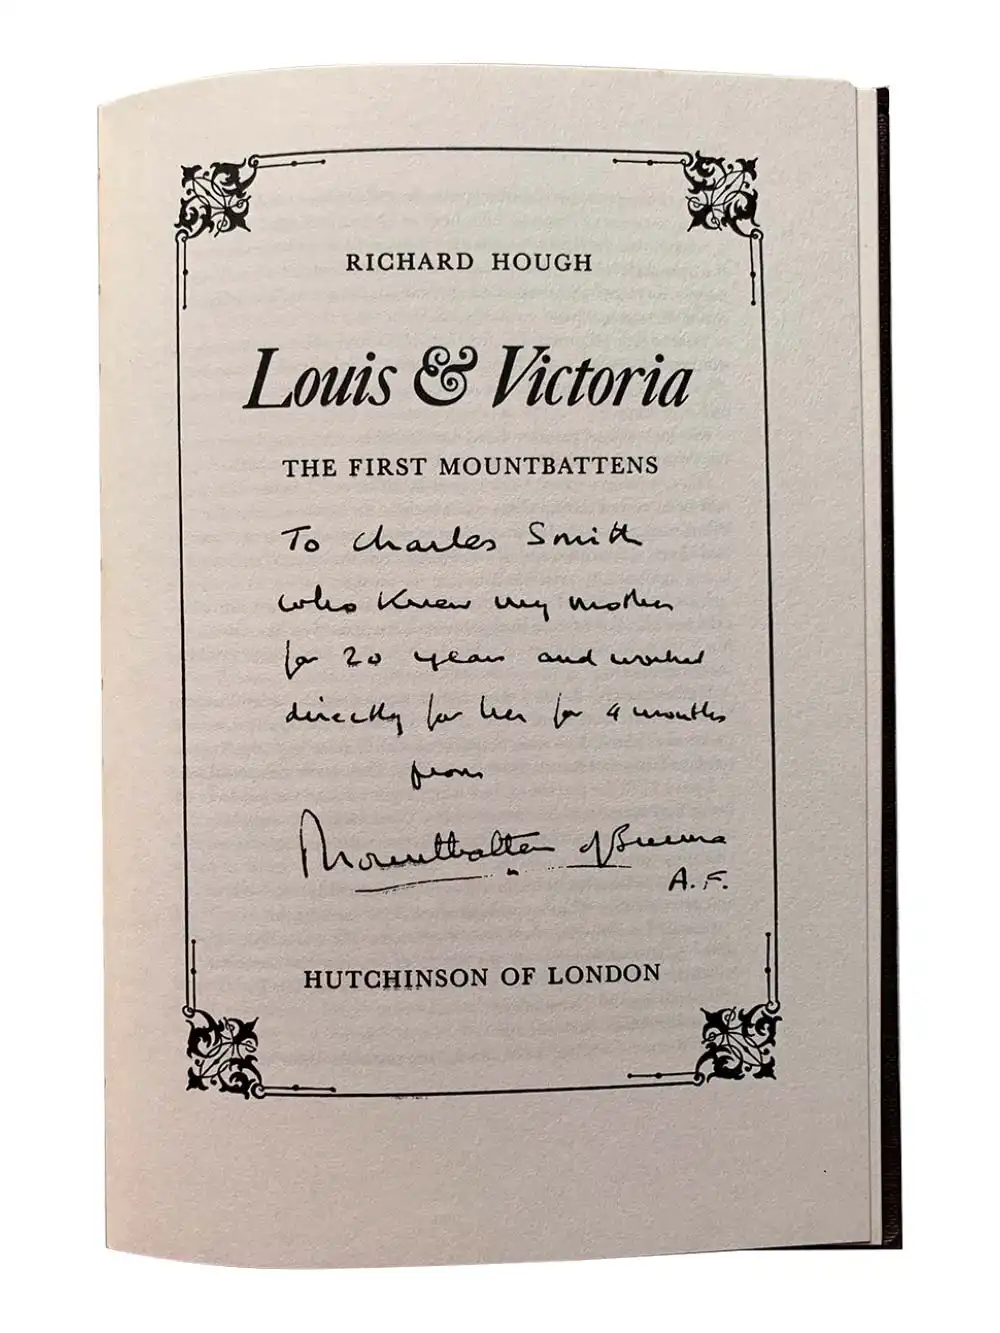 RICHARD HOUGH
Louis & Victoria
THE FIRST MOUNTBATTENS
To Charles Smith
who knew my mother
for 20 years and worked
directly for her for 4 months
from
Mountbatten of Burma
A.F.
HUTCHINSON OF LONDON